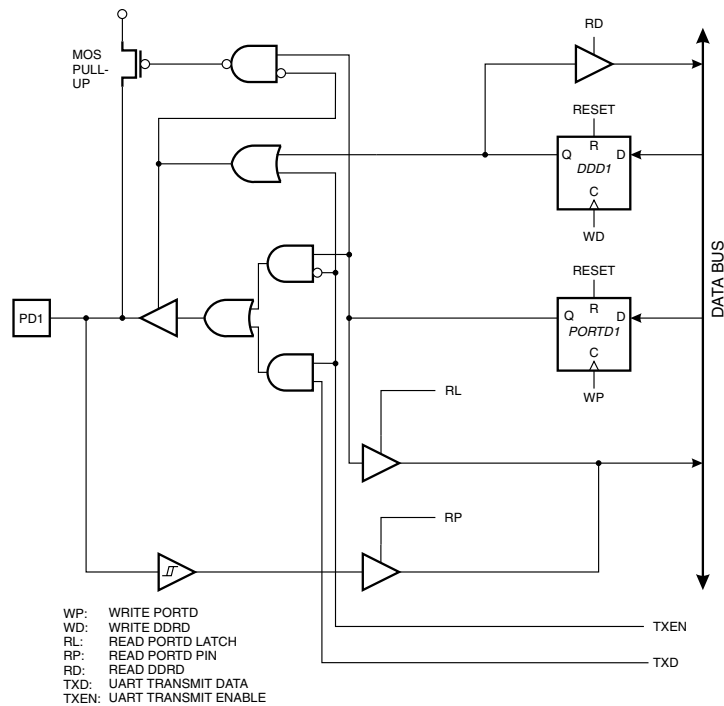 RD
MOS
PULL-
UP
RESET
R
Q
D
DDD1
C
WD
RESET
R
Q
D
PORTD1
C
WP
PD1
DATA BUS
RL
RP
WP: WRITE PORTD
WD: WRITE DDRD
RL: READ PORTD LATCH
RP: READ PORTD PIN
RD: READ DDRD
TXD: UART TRANSMIT DATA
TXEN: UART TRANSMIT ENABLE
TXEN
TXD